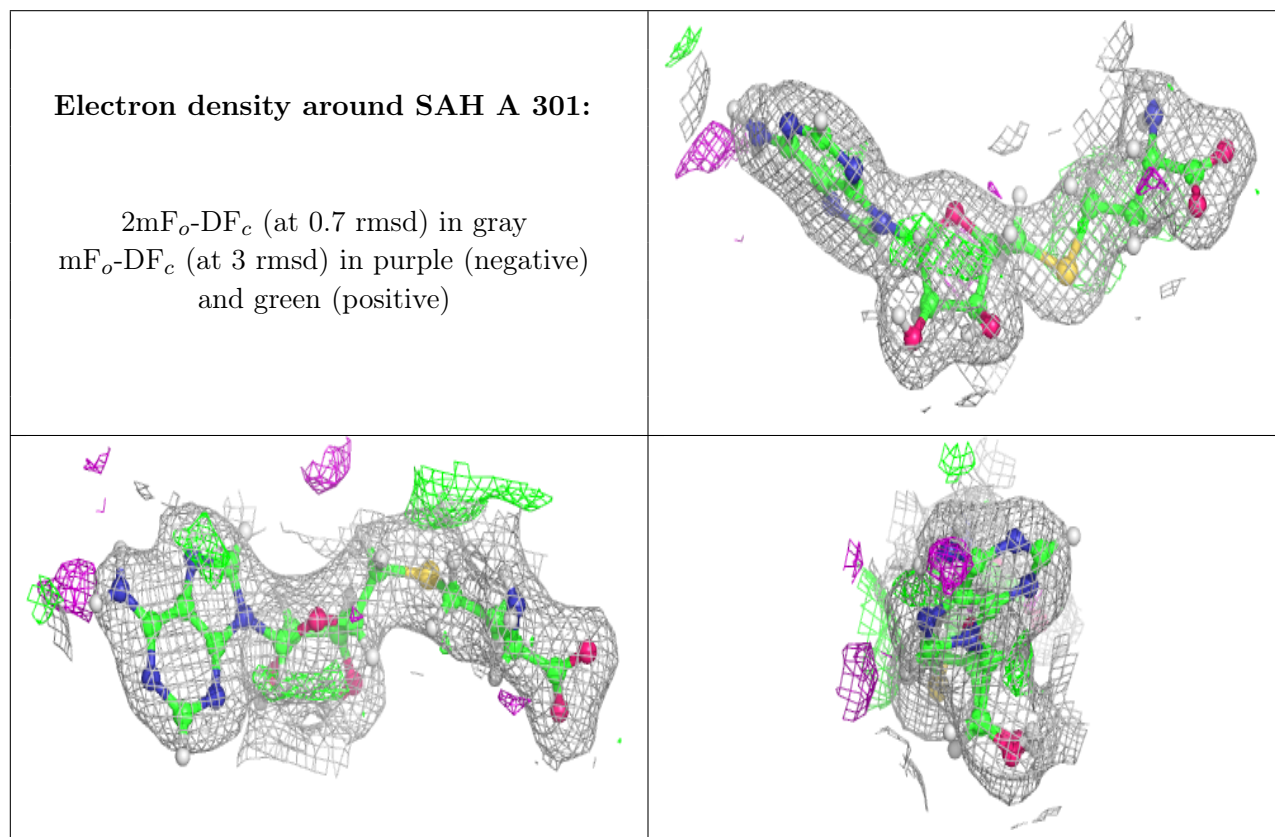 Electron density around SAH A 301:
2mFo-DFc (at 0.7 rmsd) in gray
mFo-DFc (at 3 rmsd) in purple (negative)
and green (positive)